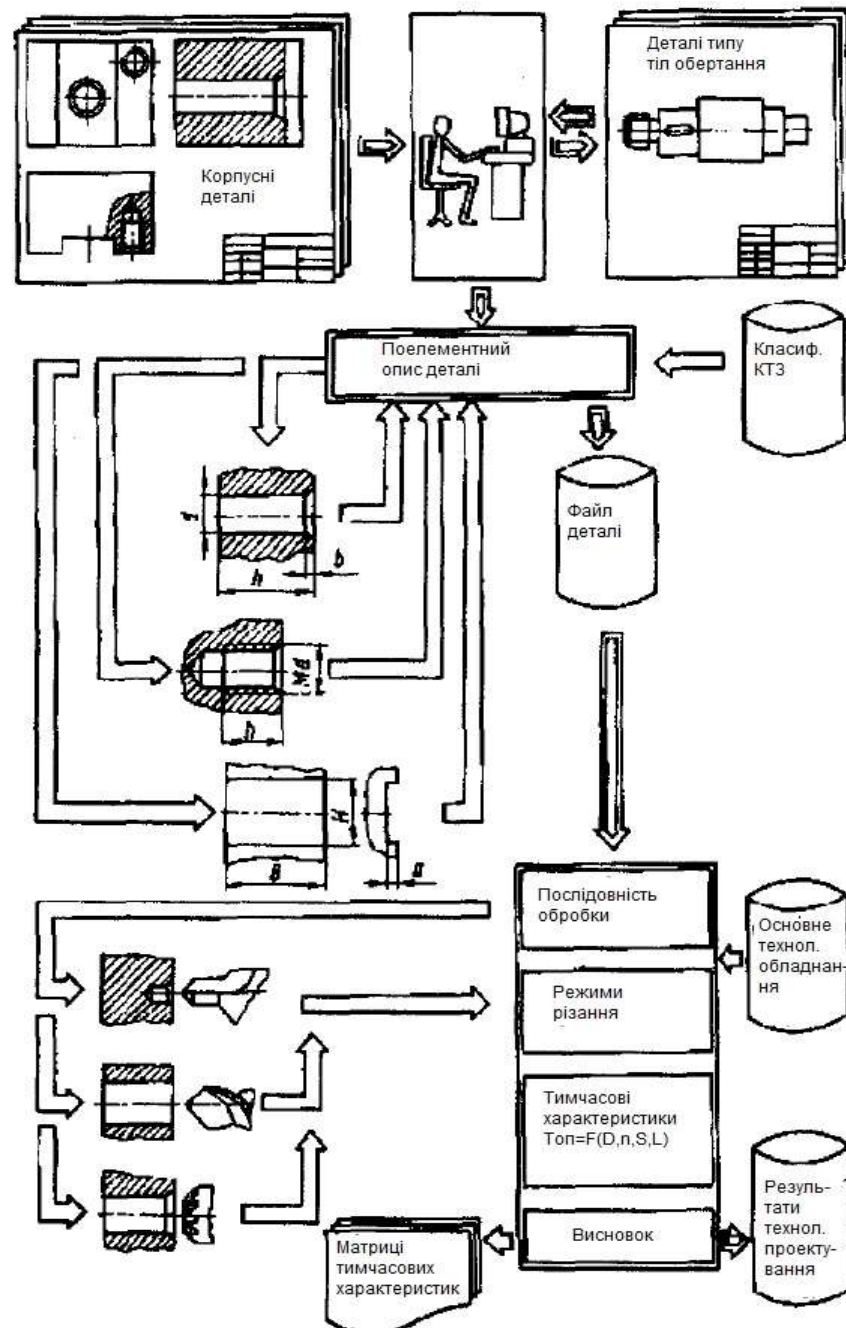 Корпусні
деталі
Деталі типу
тіл обертання
Поелементний
опис деталі
Класиф.
КТЗ
Файл
деталі
d
b
h
Md
h
H
B
a
Послідовність
обробки
Основне
технол.
обладнан-
ня
Режими
різання
Тимчасові
характеристики
Топ=F(D,n,S,L)
Резуль-
тати
технол.
проекту-
вання
Висновок
Матриці
тимчасових
характеристик